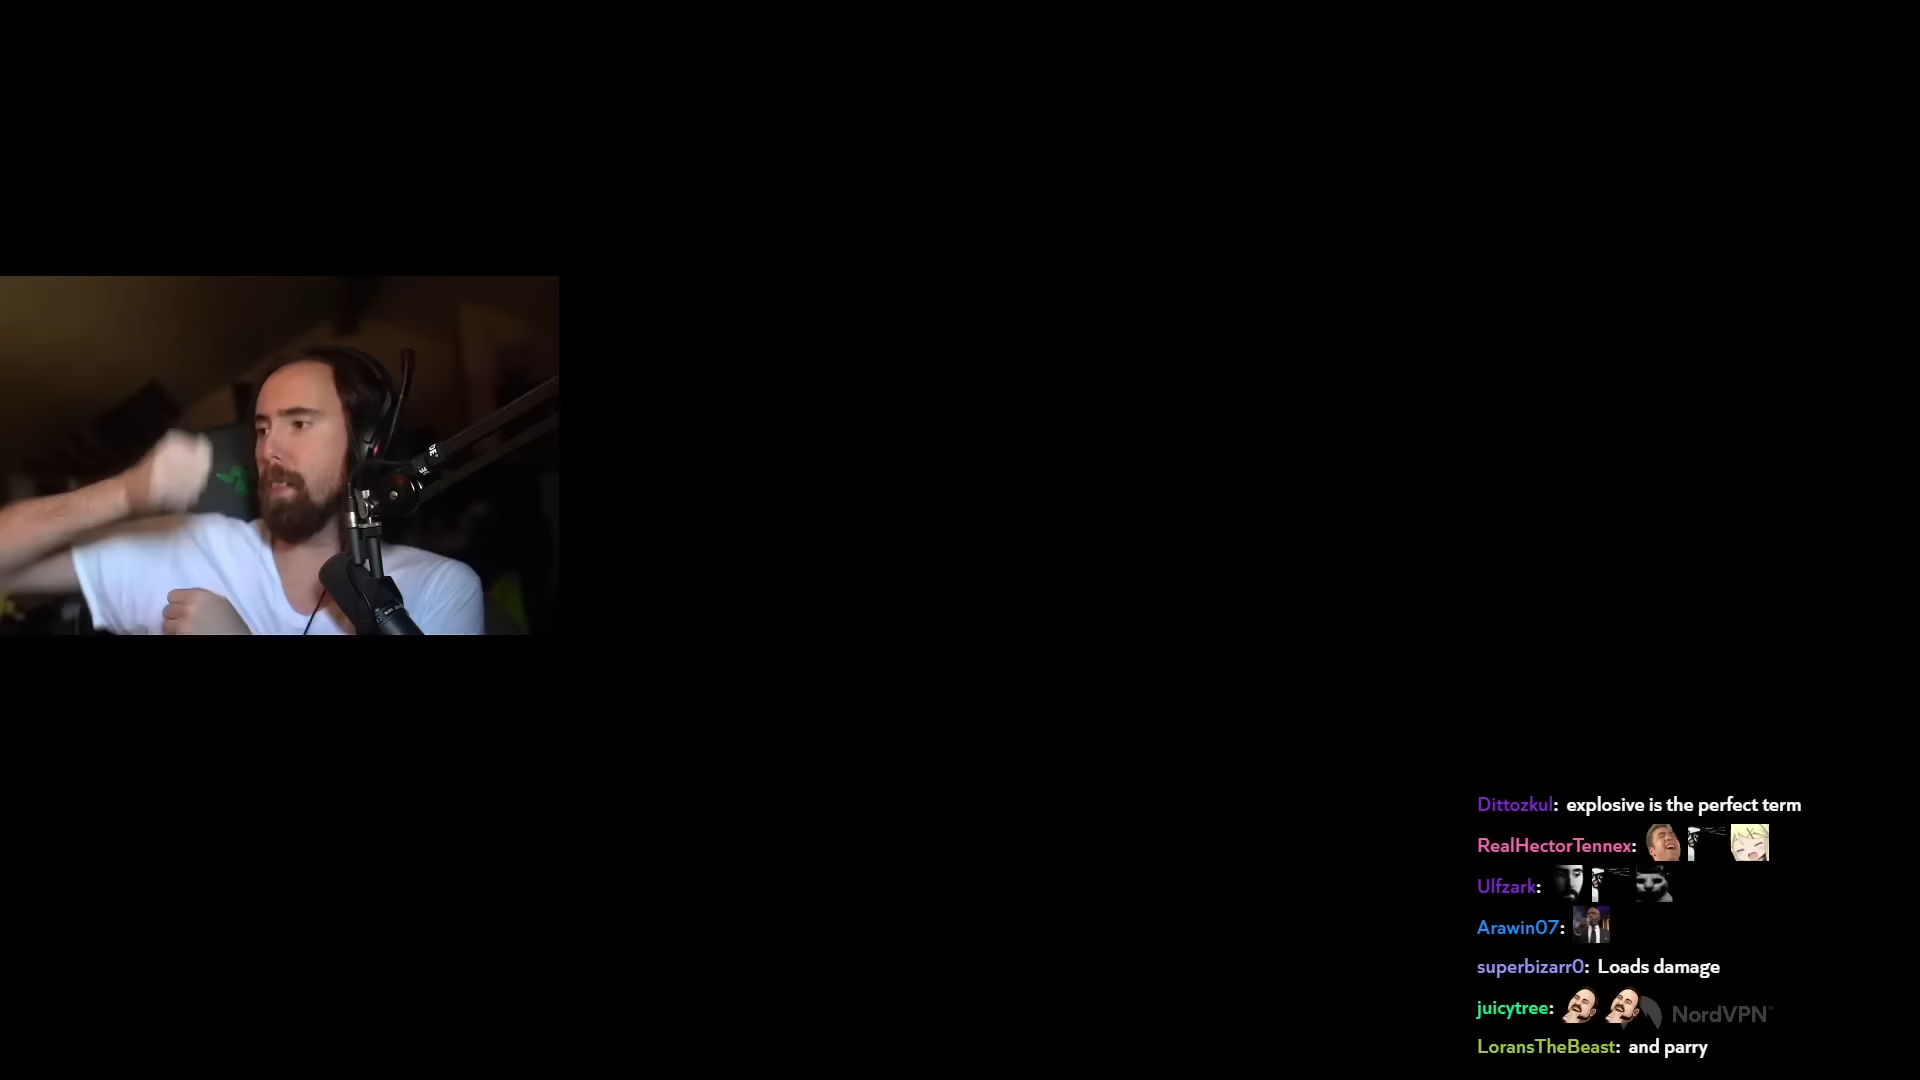 Dittozkul: explosive is the perfect term
RealHectorTennex:
Ulfzark:
Arawin07:
superbizarr0: Loads damage
juicytree:
NordVPN
LoransTheBeast: and parry